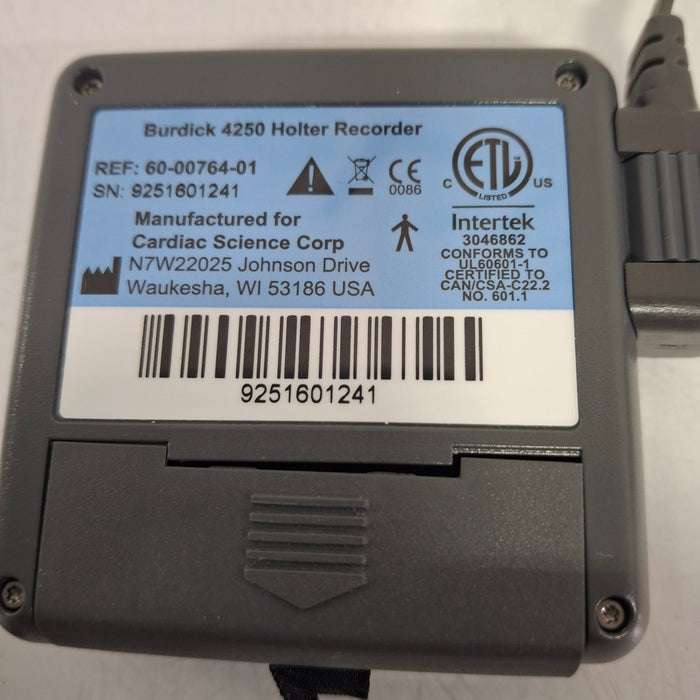 Burdick 4250 Holter Recorder
REF: 60-00764-01
SN: 9251601241
CE
0086
Manufactured for
Cardiac Science Corp
N7W22025 Johnson Drive
Waukesha, WI 53186 USA
ETL
C US
LISTED
Intertek
3046862
CONFORMS TO
UL60601-1
CERTIFIED TO
CAN/CSA-C22.2
NO. 601.1
9251601241